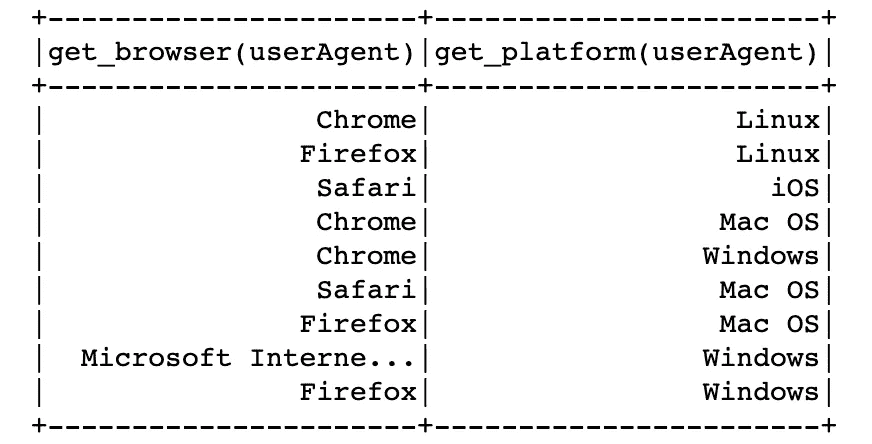 +----------------------+-----------------------+
|get_browser(userAgent)|get_platform(userAgent)|
+----------------------+-----------------------+
|                Chrome|                  Linux|
|               Firefox|                  Linux|
|                Safari|                    iOS|
|                Chrome|                 Mac OS|
|                Chrome|                Windows|
|                Safari|                 Mac OS|
|               Firefox|                 Mac OS|
|  Microsoft Interne...|                Windows|
|               Firefox|                Windows|
+----------------------+-----------------------+